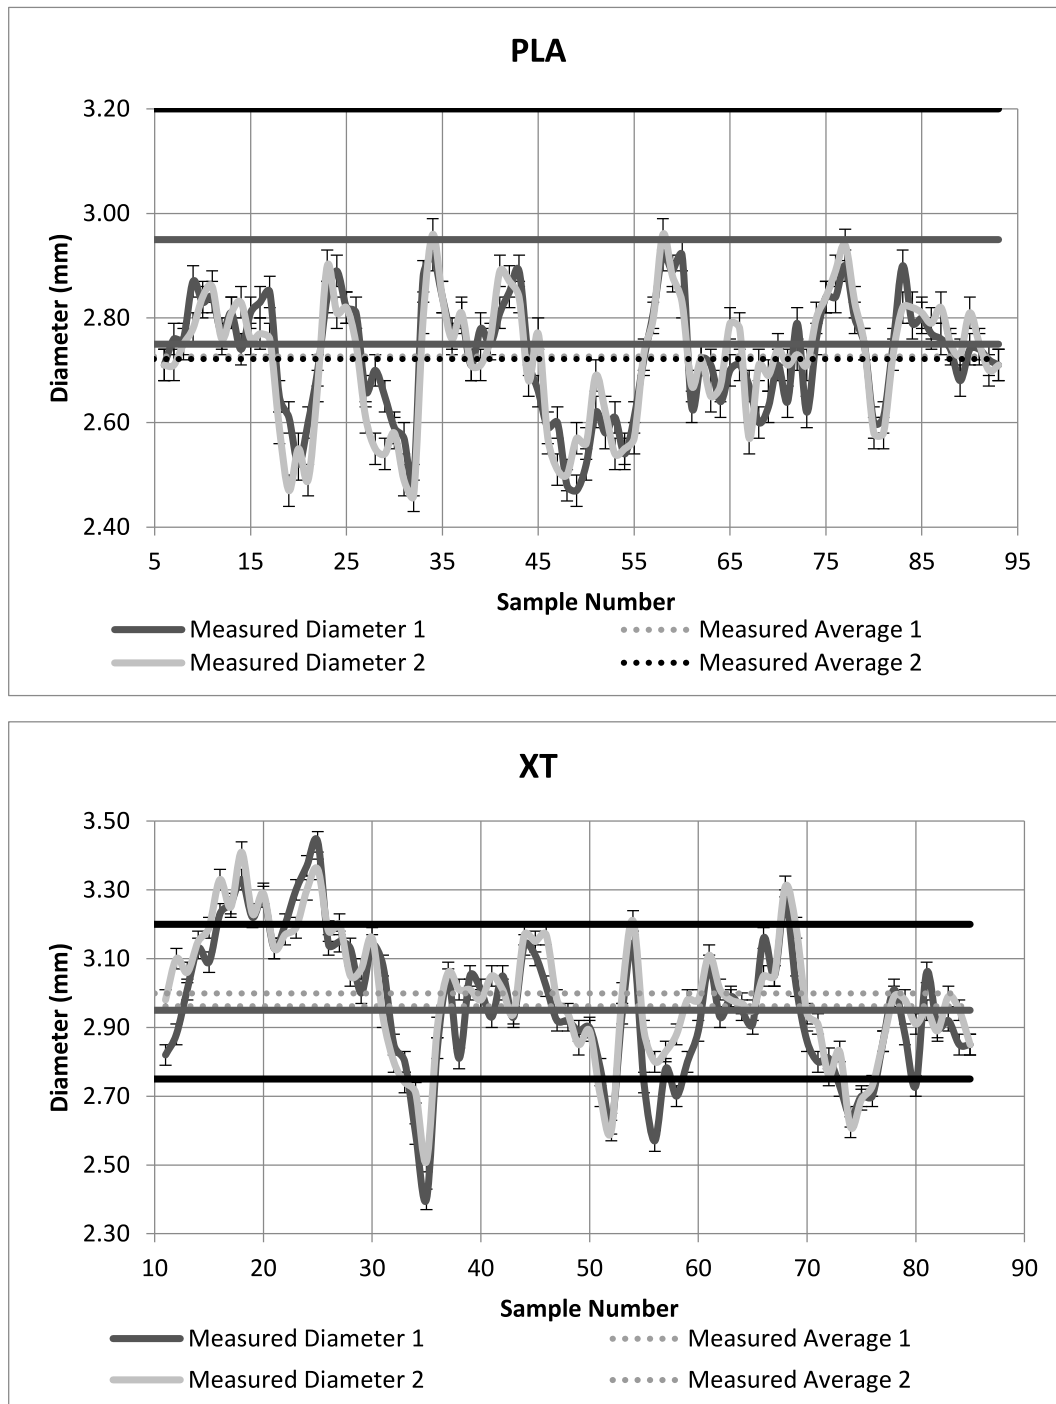 PLA
3.20
3.00
2.80
2.60
2.40
Diameter (mm)
5 15 25 35 45 55 65 75 85 95
Sample Number
Measured Diameter 1 Measured Average 1
Measured Diameter 2 Measured Average 2
XT
3.50
3.30
3.10
2.90
2.70
2.50
2.30
Diameter (mm)
10 20 30 40 50 60 70 80 90
Sample Number
Measured Diameter 1 Measured Average 1
Measured Diameter 2 Measured Average 2